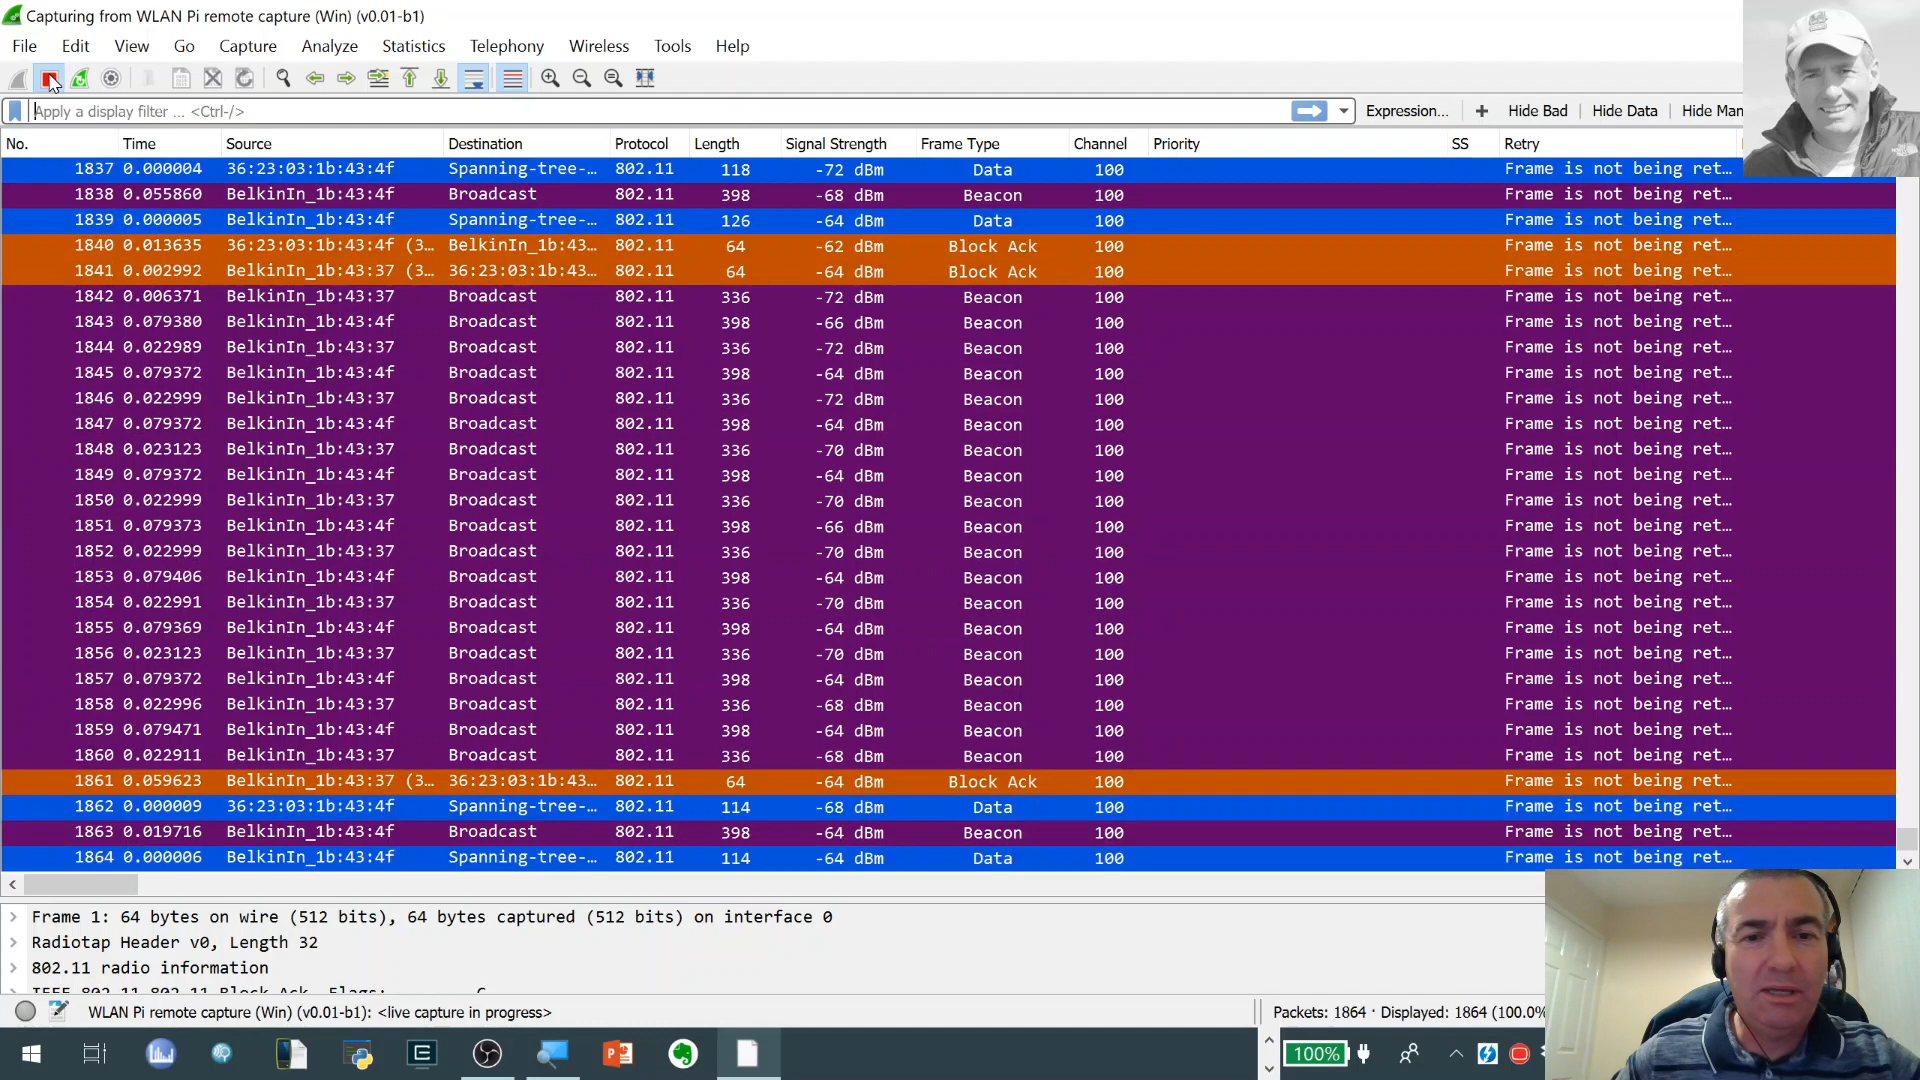 Capturing from WLAN Pi remote capture (Win) (v0.01-b1)
File Edit View Go Capture Analyze Statistics Telephony Wireless Tools Help
Apply a display filter ... <Ctrl-/> Expression... + Hide Bad Hide Data Hide Man
No. Time Source Destination Protocol Length Signal Strength Frame Type Channel Priority SS Retry
1837 0.000004 36:23:03:1b:43:4f Spanning-tree-… 802.11 118 -72 dBm Data 100 Frame is not being ret…
1838 0.055860 BelkinIn_1b:43:4f Broadcast 802.11 398 -68 dBm Beacon 100 Frame is not being ret…
1839 0.000005 BelkinIn_1b:43:4f Spanning-tree-… 802.11 126 -64 dBm Data 100 Frame is not being ret…
1840 0.013635 36:23:03:1b:43:4f (3… BelkinIn_1b:43… 802.11 64 -62 dBm Block Ack 100 Frame is not being ret…
1841 0.002992 BelkinIn_1b:43:37 (3… 36:23:03:1b:43… 802.11 64 -64 dBm Block Ack 100 Frame is not being ret…
1842 0.006371 BelkinIn_1b:43:37 Broadcast 802.11 336 -72 dBm Beacon 100 Frame is not being ret…
1843 0.079380 BelkinIn_1b:43:4f Broadcast 802.11 398 -66 dBm Beacon 100 Frame is not being ret…
1844 0.022989 BelkinIn_1b:43:37 Broadcast 802.11 336 -72 dBm Beacon 100 Frame is not being ret…
1845 0.079372 BelkinIn_1b:43:4f Broadcast 802.11 398 -64 dBm Beacon 100 Frame is not being ret…
1846 0.022999 BelkinIn_1b:43:37 Broadcast 802.11 336 -72 dBm Beacon 100 Frame is not being ret…
1847 0.079372 BelkinIn_1b:43:4f Broadcast 802.11 398 -64 dBm Beacon 100 Frame is not being ret…
1848 0.023123 BelkinIn_1b:43:37 Broadcast 802.11 336 -70 dBm Beacon 100 Frame is not being ret…
1849 0.079372 BelkinIn_1b:43:4f Broadcast 802.11 398 -64 dBm Beacon 100 Frame is not being ret…
1850 0.022999 BelkinIn_1b:43:37 Broadcast 802.11 336 -70 dBm Beacon 100 Frame is not being ret…
1851 0.079373 BelkinIn_1b:43:4f Broadcast 802.11 398 -66 dBm Beacon 100 Frame is not being ret…
1852 0.022999 BelkinIn_1b:43:37 Broadcast 802.11 336 -70 dBm Beacon 100 Frame is not being ret…
1853 0.079406 BelkinIn_1b:43:4f Broadcast 802.11 398 -64 dBm Beacon 100 Frame is not being ret…
1854 0.022991 BelkinIn_1b:43:37 Broadcast 802.11 336 -70 dBm Beacon 100 Frame is not being ret…
1855 0.079369 BelkinIn_1b:43:4f Broadcast 802.11 398 -64 dBm Beacon 100 Frame is not being ret…
1856 0.023123 BelkinIn_1b:43:37 Broadcast 802.11 336 -70 dBm Beacon 100 Frame is not being ret…
1857 0.079372 BelkinIn_1b:43:4f Broadcast 802.11 398 -64 dBm Beacon 100 Frame is not being ret…
1858 0.022996 BelkinIn_1b:43:37 Broadcast 802.11 336 -68 dBm Beacon 100 Frame is not being ret…
1859 0.079471 BelkinIn_1b:43:4f Broadcast 802.11 398 -64 dBm Beacon 100 Frame is not being ret…
1860 0.022911 BelkinIn_1b:43:37 Broadcast 802.11 336 -68 dBm Beacon 100 Frame is not being ret…
1861 0.059623 BelkinIn_1b:43:37 (3… 36:23:03:1b:43… 802.11 64 -64 dBm Block Ack 100 Frame is not being ret…
1862 0.000009 36:23:03:1b:43:4f Spanning-tree-… 802.11 114 -68 dBm Data 100 Frame is not being ret…
1863 0.019716 BelkinIn_1b:43:4f Broadcast 802.11 398 -64 dBm Beacon 100 Frame is not being ret…
1864 0.000006 BelkinIn_1b:43:4f Spanning-tree-… 802.11 114 -64 dBm Data 100 Frame is not being ret…
Frame 1: 64 bytes on wire (512 bits), 64 bytes captured (512 bits) on interface 0
Radiotap Header v0, Length 32
802.11 radio information
IEEE 802.11 802.11 Block Ack, Flags: ........C
WLAN Pi remote capture (Win) (v0.01-b1): <live capture in progress> Packets: 1864 · Displayed: 1864 (100.0%
100%